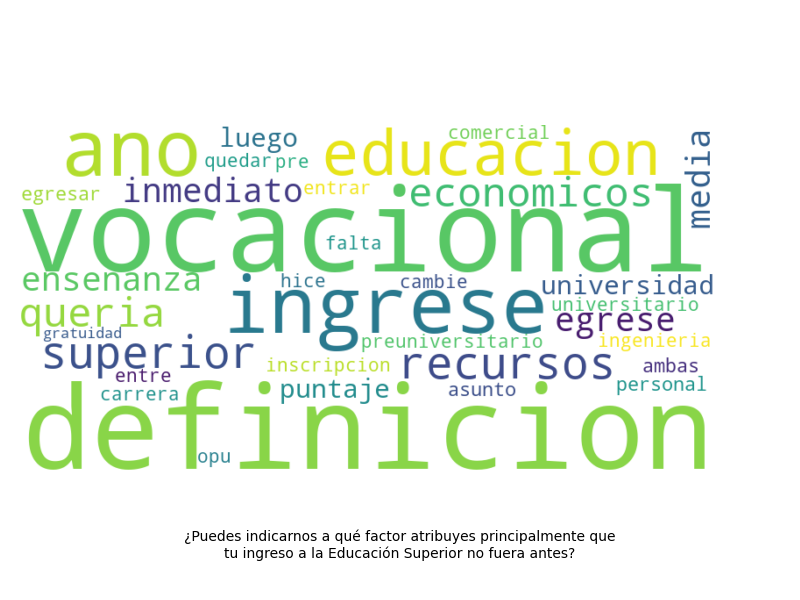 comercial
ano
luego
educacion
media
quedar
pre
egresar
inmediato
entrar
economicos
vocacional
falta
ensenanza
hice
cambie
universidad
queria
ingrese
universitario
egrese
gratuidad
superior
preuniversitario
ingenieria
entre
inscripcion
recursos
ambas
carrera
puntaje
asunto
personal
definicion
opu
¿Puedes indicarnos a qué factor atribuyes principalmente que
tu ingreso a la Educación Superior no fuera antes?